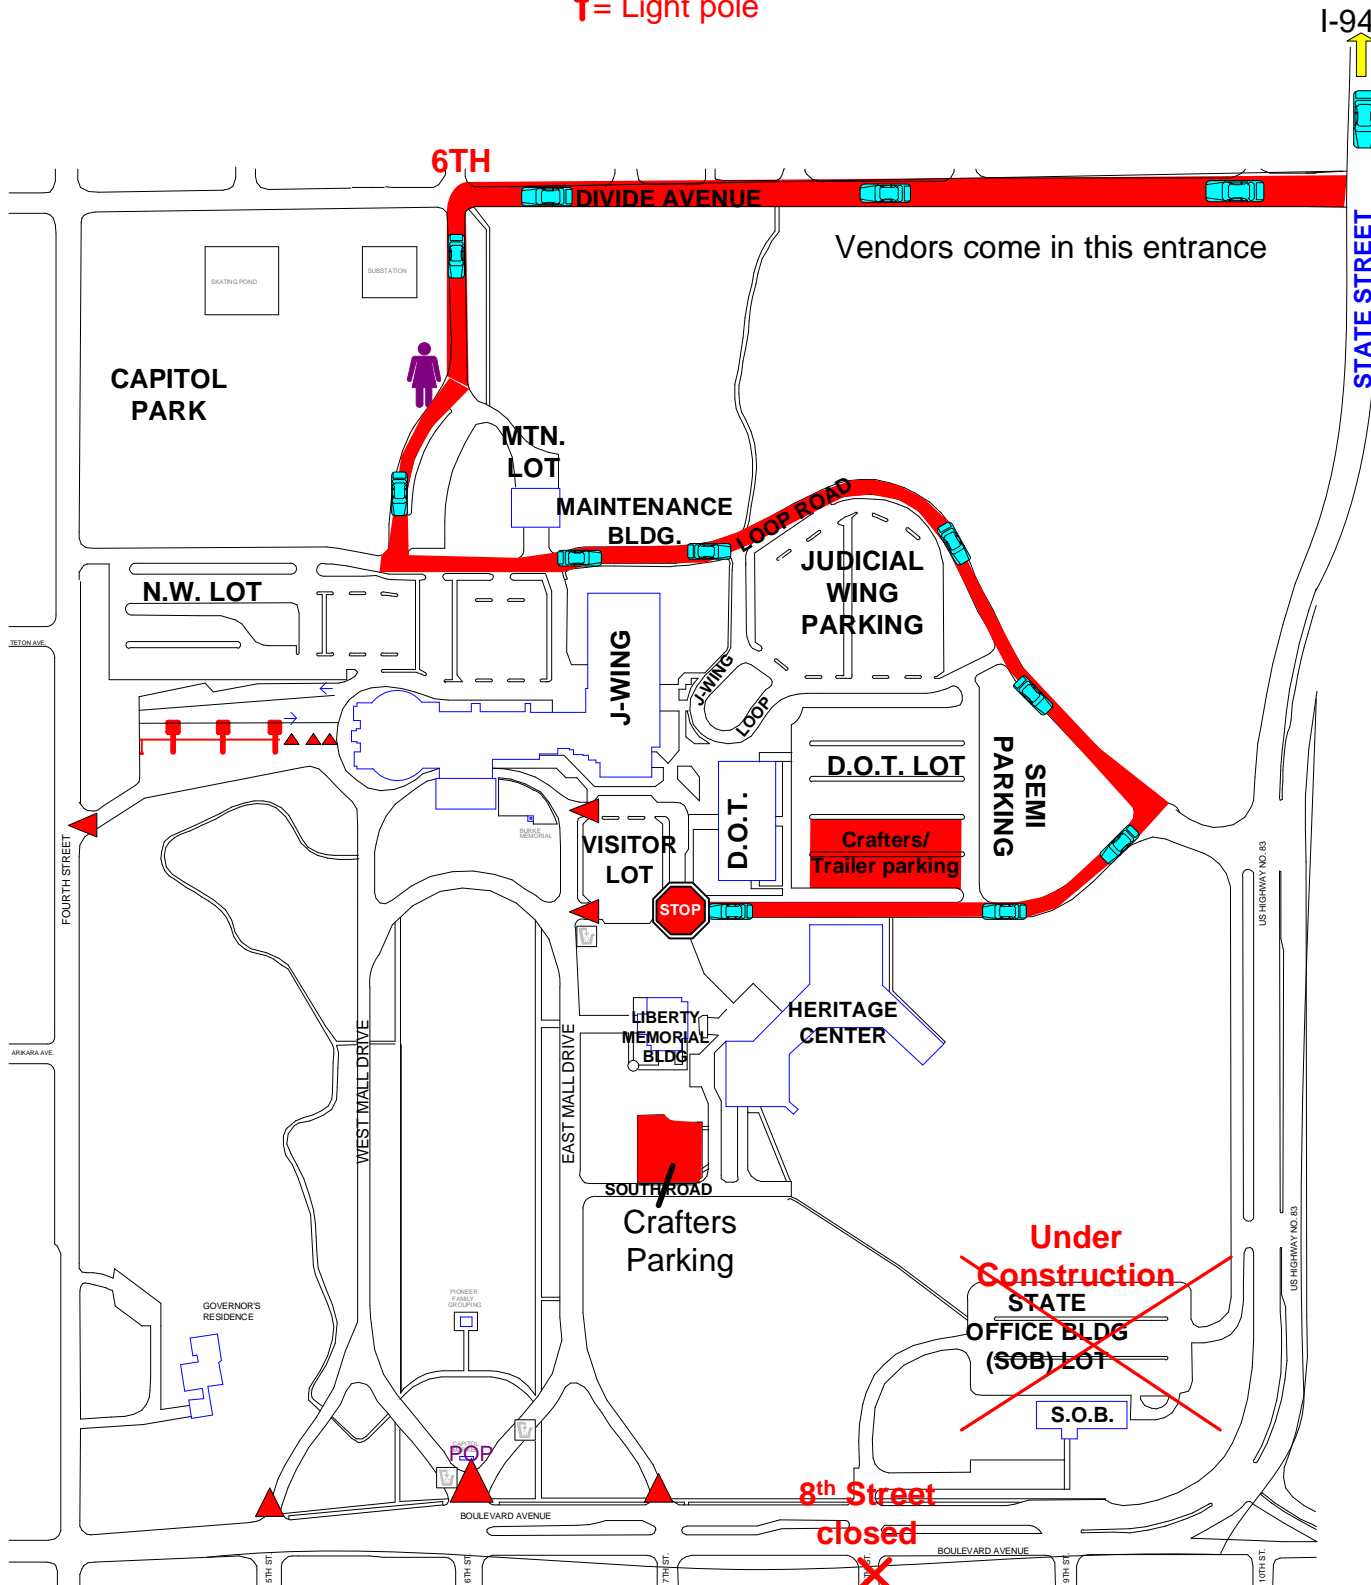 = Light pole
I-94
6TH
DIVIDE AVENUE
Vendors come in this entrance
STATE STREET
SKATING POND
SUBSTATION
CAPITOL
PARK
MTN.
LOT
MAINTENANCE
BLDG.
LOOP ROAD
JUDICIAL
WING
PARKING
N.W. LOT
TETON AVE.
J-WING
J-WING
LOOP
D.O.T. LOT
SEMI
PARKING
D.O.T.
Crafters/
Trailer parking
BURKE
MEMORIAL
VISITOR
LOT
STOP
FOURTH STREET
US HIGHWAY NO. 83
HERITAGE
CENTER
LIBERTY
MEMORIAL
BLDG
ARIKARA AVE.
WEST MALL DRIVE
EAST MALL DRIVE
SOUTH ROAD
Crafters
Parking
US HIGHWAY NO. 83
Under
Construction
STATE
OFFICE BLDG
(SOB) LOT
S.O.B.
GOVERNOR'S
RESIDENCE
PIONEER
FAMILY
GROUPING
POP
8th Street
closed
BOULEVARD AVENUE
BOULEVARD AVENUE
5TH ST.
6TH ST.
7TH ST.
9TH ST.
10TH ST.